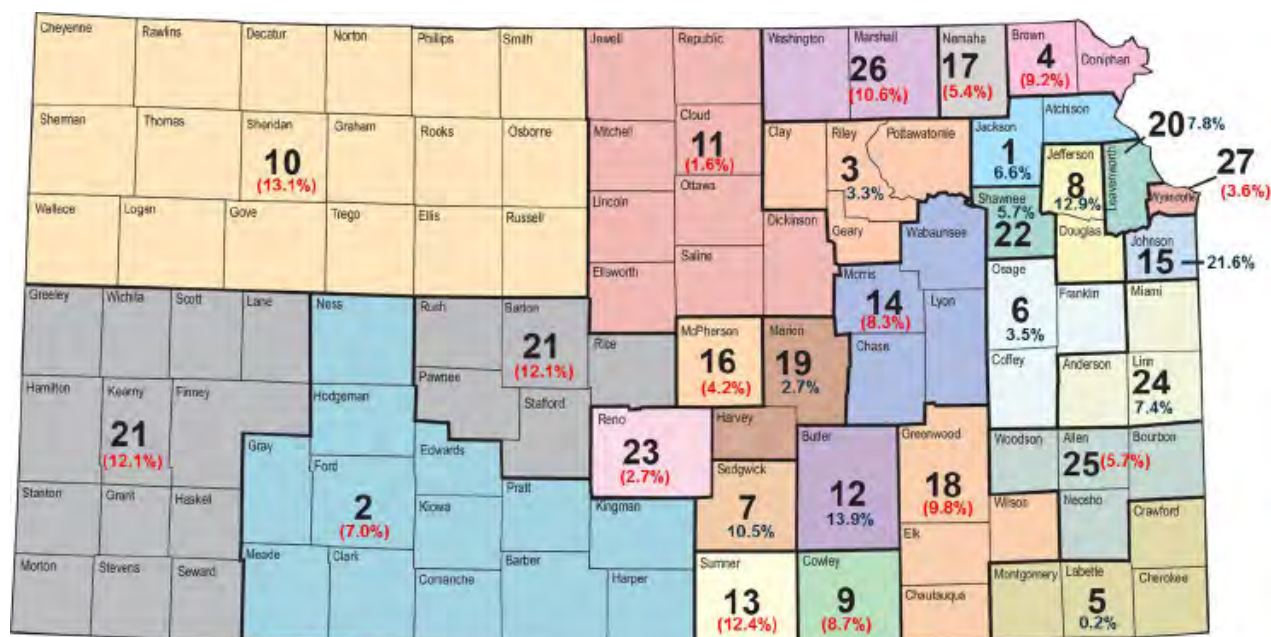 Cheyenne
Rawlins
Decatur
Norton
Phillips
Smith
Jewell
Republic
Washington
Marshall
26
(10.6%)
Nemaha
17
(5.4%)
Brown
4
(9.2%)
Doniphan
Sherman
Thomas
Sheridan
10
(13.1%)
Graham
Rooks
Osborne
Mitchell
Cloud
11
(1.6%)
Clay
Riley
3
3.3%
Pottawatomie
Jackson
1
6.6%
Atchison
Jefferson
8
12.9%
Leavenworth
20 7.8%
27
(3.6%)
Wyandotte
Wallace
Logan
Gove
Trego
Ellis
Russell
Lincoln
Ottawa
Dickinson
Geary
Wabaunsee
Shawnee
5.7%
22
Douglas
Johnson
15
21.6%
Ellsworth
Saline
Morris
14
(8.3%)
Lyon
Chase
Osage
6
3.5%
Coffey
Franklin
Miami
Greeley
Wichita
Scott
Lane
Ness
Rush
Barton
21
(12.1%)
Rice
McPherson
16
(4.2%)
Marion
19
2.7%
Anderson
Linn
24
7.4%
Hamilton
Kearny
21
(12.1%)
Finney
Hodgeman
Pawnee
Stafford
Reno
23
(2.7%)
Harvey
Butler
12
13.9%
Greenwood
18
(9.8%)
Woodson
Allen
25 (5.7%)
Bourbon
Gray
Ford
2
(7.0%)
Edwards
Kiowa
Pratt
Kingman
Sedgwick
7
10.5%
Elk
Wilson
Neosho
Crawford
Stanton
Grant
Haskell
Morton
Stevens
Seward
Meade
Clark
Comanche
Barber
Harper
Sumner
13
(12.4%)
Cowley
9
(8.7%)
Chautauqua
Montgomery
Labette
5
0.2%
Cherokee